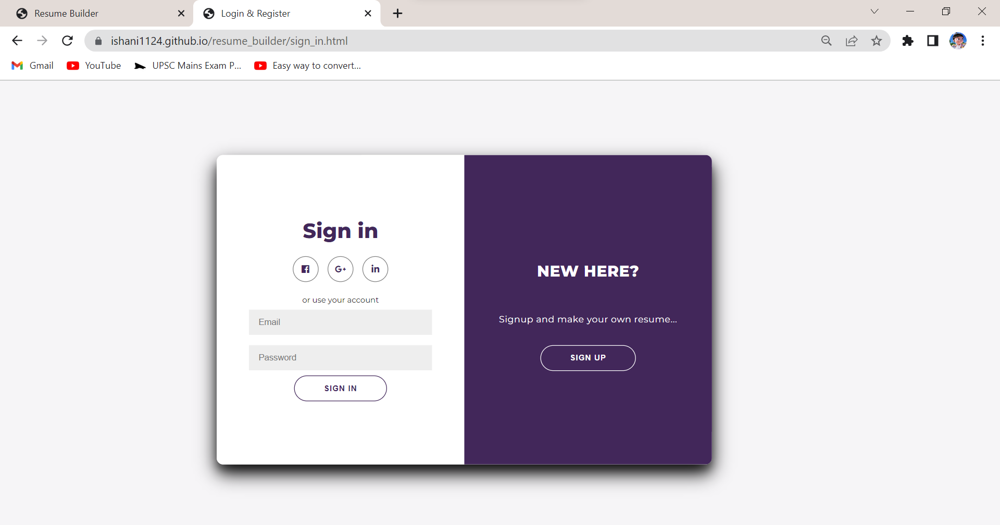 Resume Builder
Login & Register
ishani1124.github.io/resume_builder/sign_in.html
Gmail
YouTube
UPSC Mains Exam P...
Easy way to convert...
Sign in
G+
in
or use your account
Email
Password
SIGN IN
NEW HERE?
Signup and make your own resume...
SIGN UP